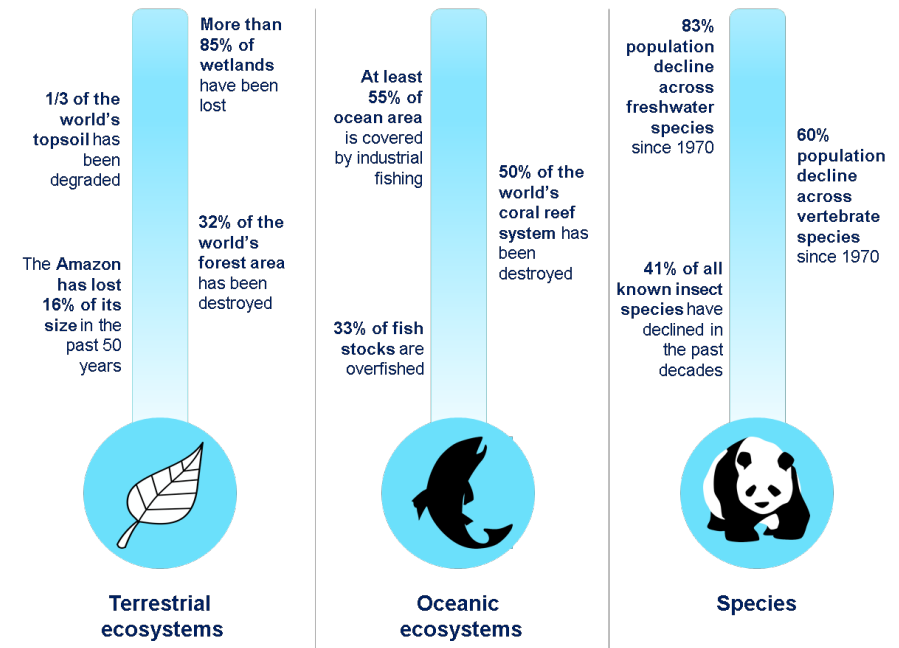 More than
85% of
wetlands
have been
lost
1/3 of the
world's
topsoil has
been
degraded
32% of the
world's
forest area
has been
destroyed
The Amazon
has lost
16% of its
size in the
past 50
years
Terrestrial
ecosystems
At least
55% of
ocean area
is covered
by industrial
fishing
50% of the
world's
coral reef
system has
been
destroyed
33% of fish
stocks are
overfished
Oceanic
ecosystems
83%
population
decline
across
freshwater
species
since 1970
60%
population
decline
across
vertebrate
species
since 1970
41% of all
known insect
species have
declined in
the past
decades
Species